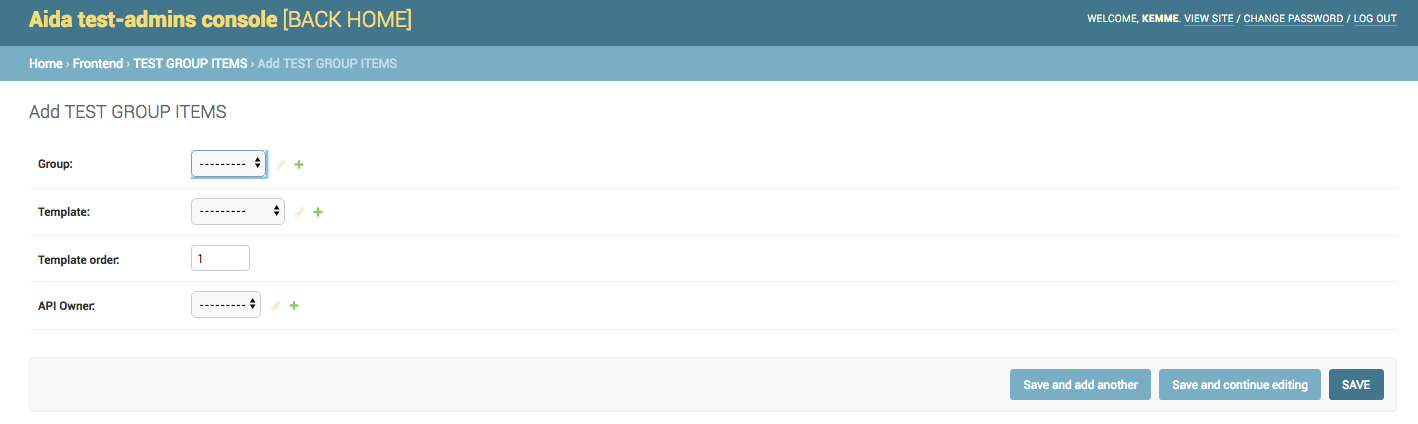 Aida test-admins console [BACK HOME]
WELCOME, KEMME. VIEW SITE / CHANGE PASSWORD / LOG OUT
Home › Frontend › TEST GROUP ITEMS › Add TEST GROUP ITEMS
Add TEST GROUP ITEMS
Group: ---------
Template: ---------
Template order: 1
API Owner: ---------
Save and add another Save and continue editing SAVE